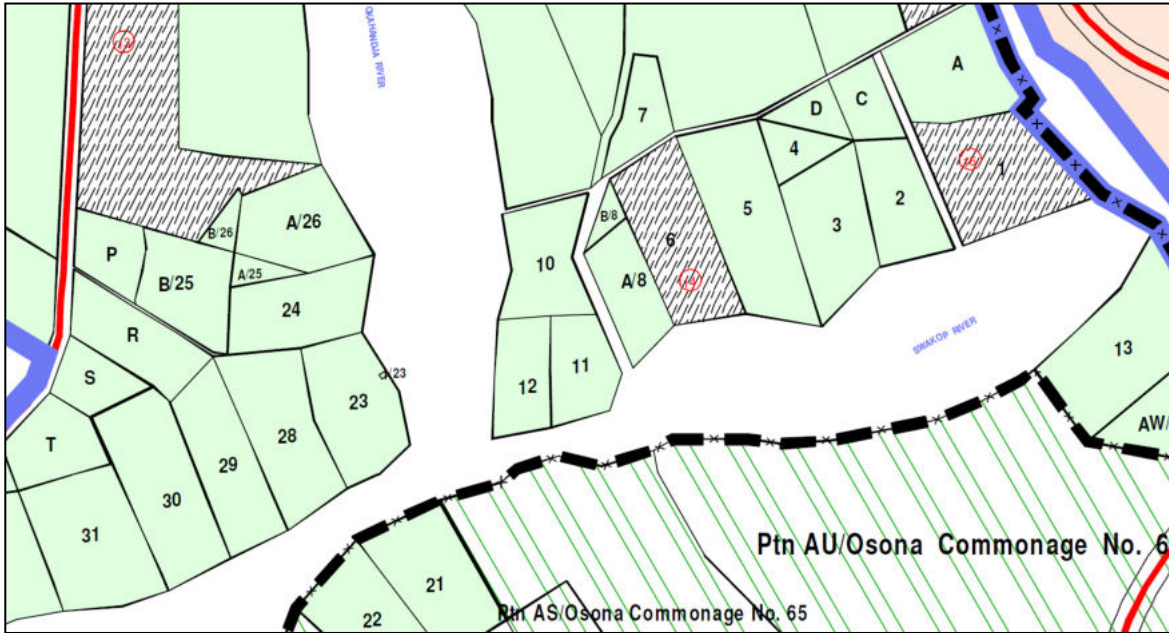 OKAHANDJA RIVER
A
7
C
D
4
1
5
2
3
B/8
6
A/26
B/26
P
10
A/8
B/25
A/25
24
R
SWAKOP RIVER
13
S
12
11
A/23
23
AW/
T
28
29
30
31
Ptn AU/Osona Commonage No. 6
21
22
Ptn AS/Osona Commonage No. 65